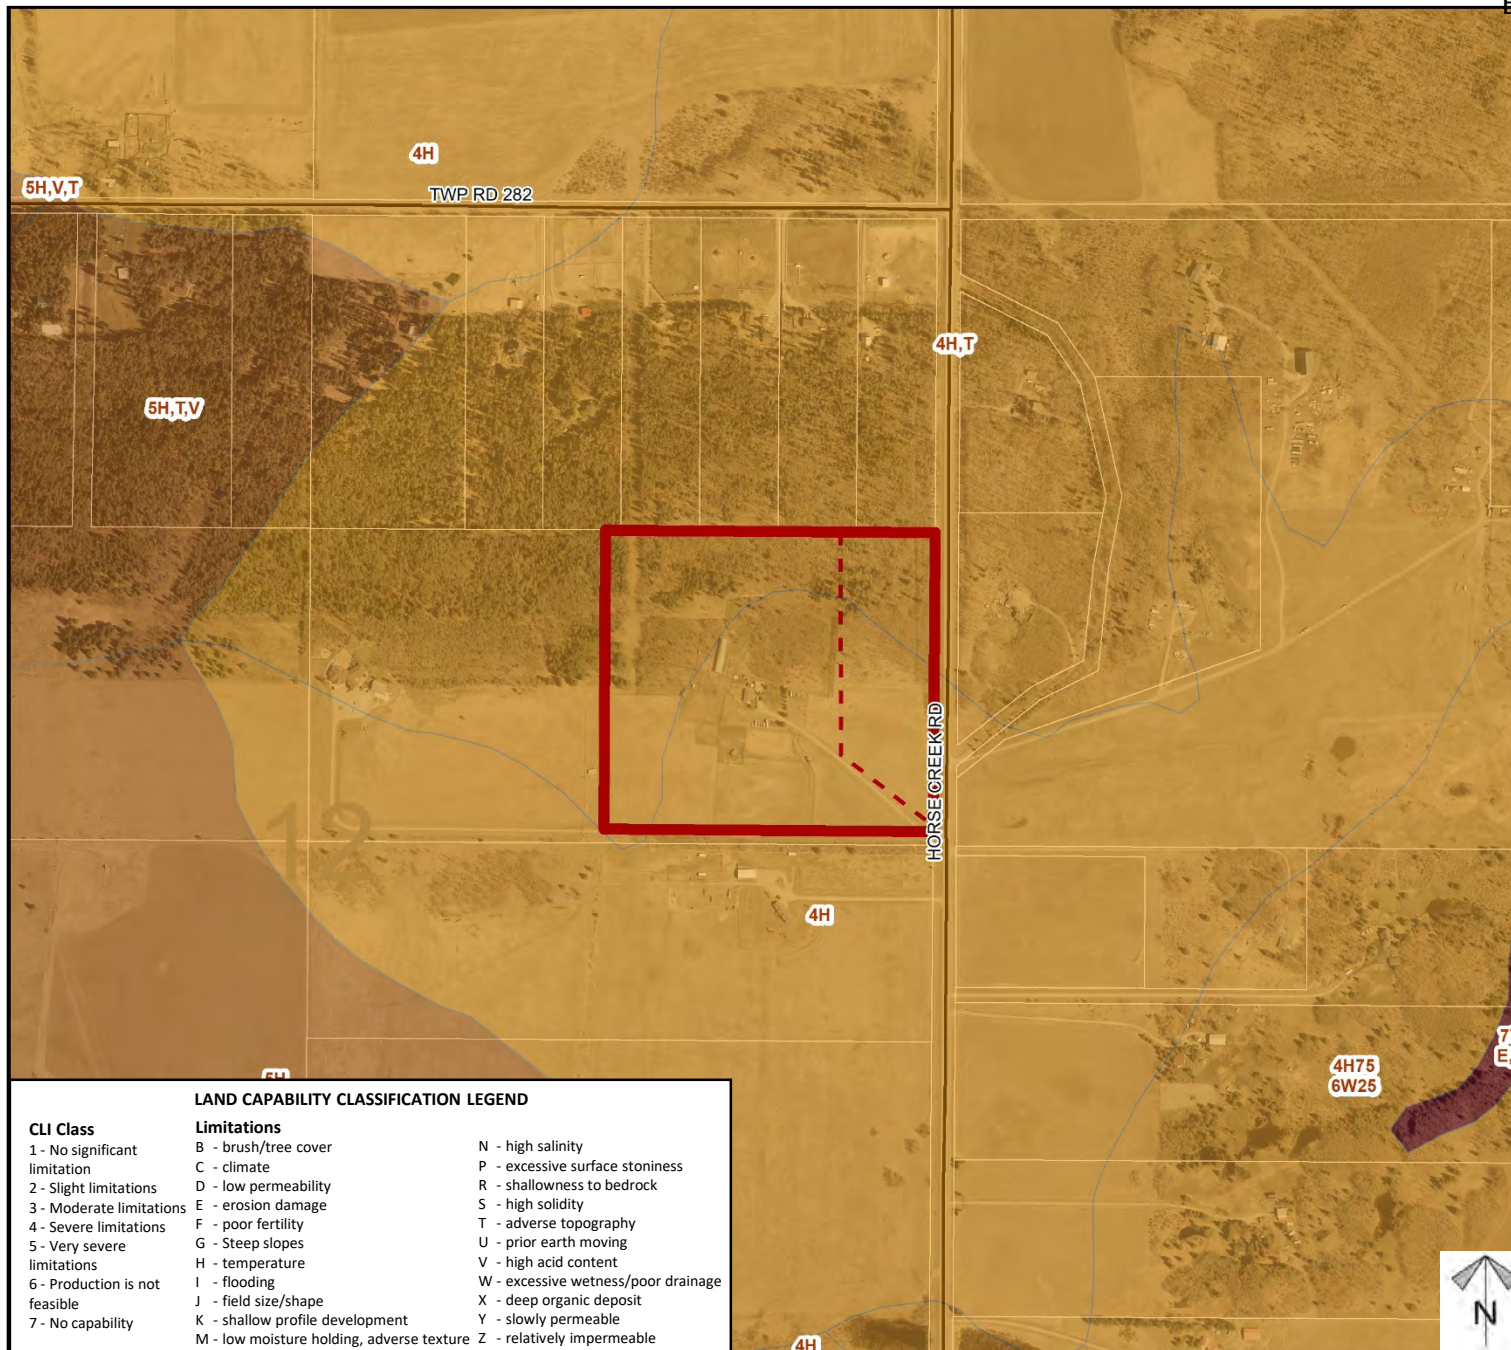 4H
5H,V,T
TWP RD 282
4H,T
5H,T,V
HORSE CREEK RD
12
4H
4H75
6W25
7
E,
5H
LAND CAPABILITY CLASSIFICATION LEGEND
CLI Class
1 - No significant
limitation
2 - Slight limitations
3 - Moderate limitations
4 - Severe limitations
5 - Very severe
limitations
6 - Production is not
feasible
7 - No capability
Limitations
B - brush/tree cover
C - climate
D - low permeability
E - erosion damage
F - poor fertility
G - Steep slopes
H - temperature
I - flooding
J - field size/shape
K - shallow profile development
M - low moisture holding, adverse texture
N - high salinity
P - excessive surface stoniness
R - shallowness to bedrock
S - high solidity
T - adverse topography
U - prior earth moving
V - high acid content
W - excessive wetness/poor drainage
X - deep organic deposit
Y - slowly permeable
Z - relatively impermeable
4H
N